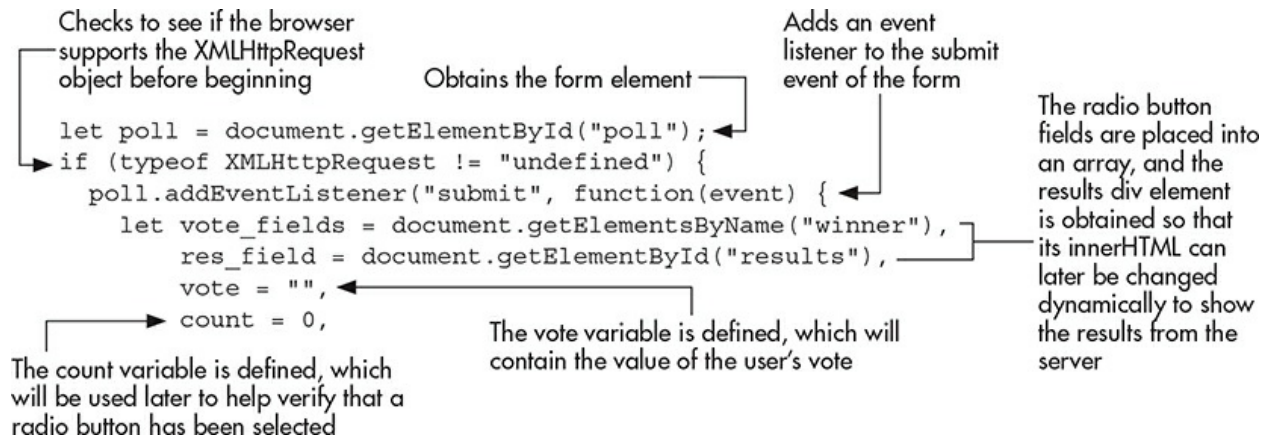 Checks to see if the browser
supports the XMLHttpRequest
object before beginning
Obtains the form element
Adds an event
listener to the submit
event of the form
let poll = document.getElementById("poll");
if (typeof XMLHttpRequest != "undefined") {
poll.addEventListener("submit", function(event) {
let vote_fields = document.getElementsByName("winner"),
res_field = document.getElementById("results"),
vote = "",
count = 0,
The radio button
fields are placed into
an array, and the
results div element
is obtained so that
its innerHTML can
later be changed
dynamically to show
the results from the
server
The vote variable is defined, which will
contain the value of the user's vote
The count variable is defined, which
will be used later to help verify that a
radio button has been selected